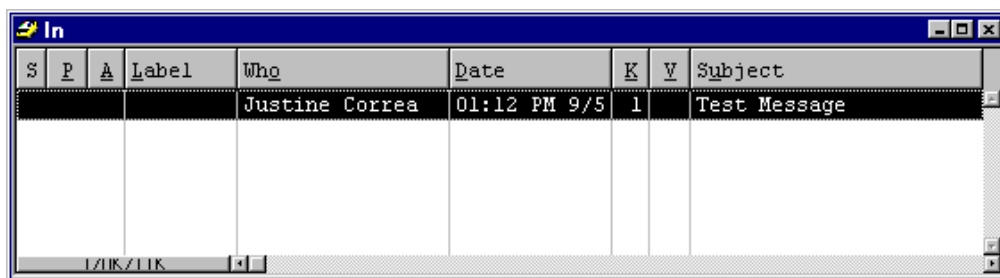 In
S P A Label Who Date K V Subject
Justine Correa 01:12 PM 9/5 1 Test Message